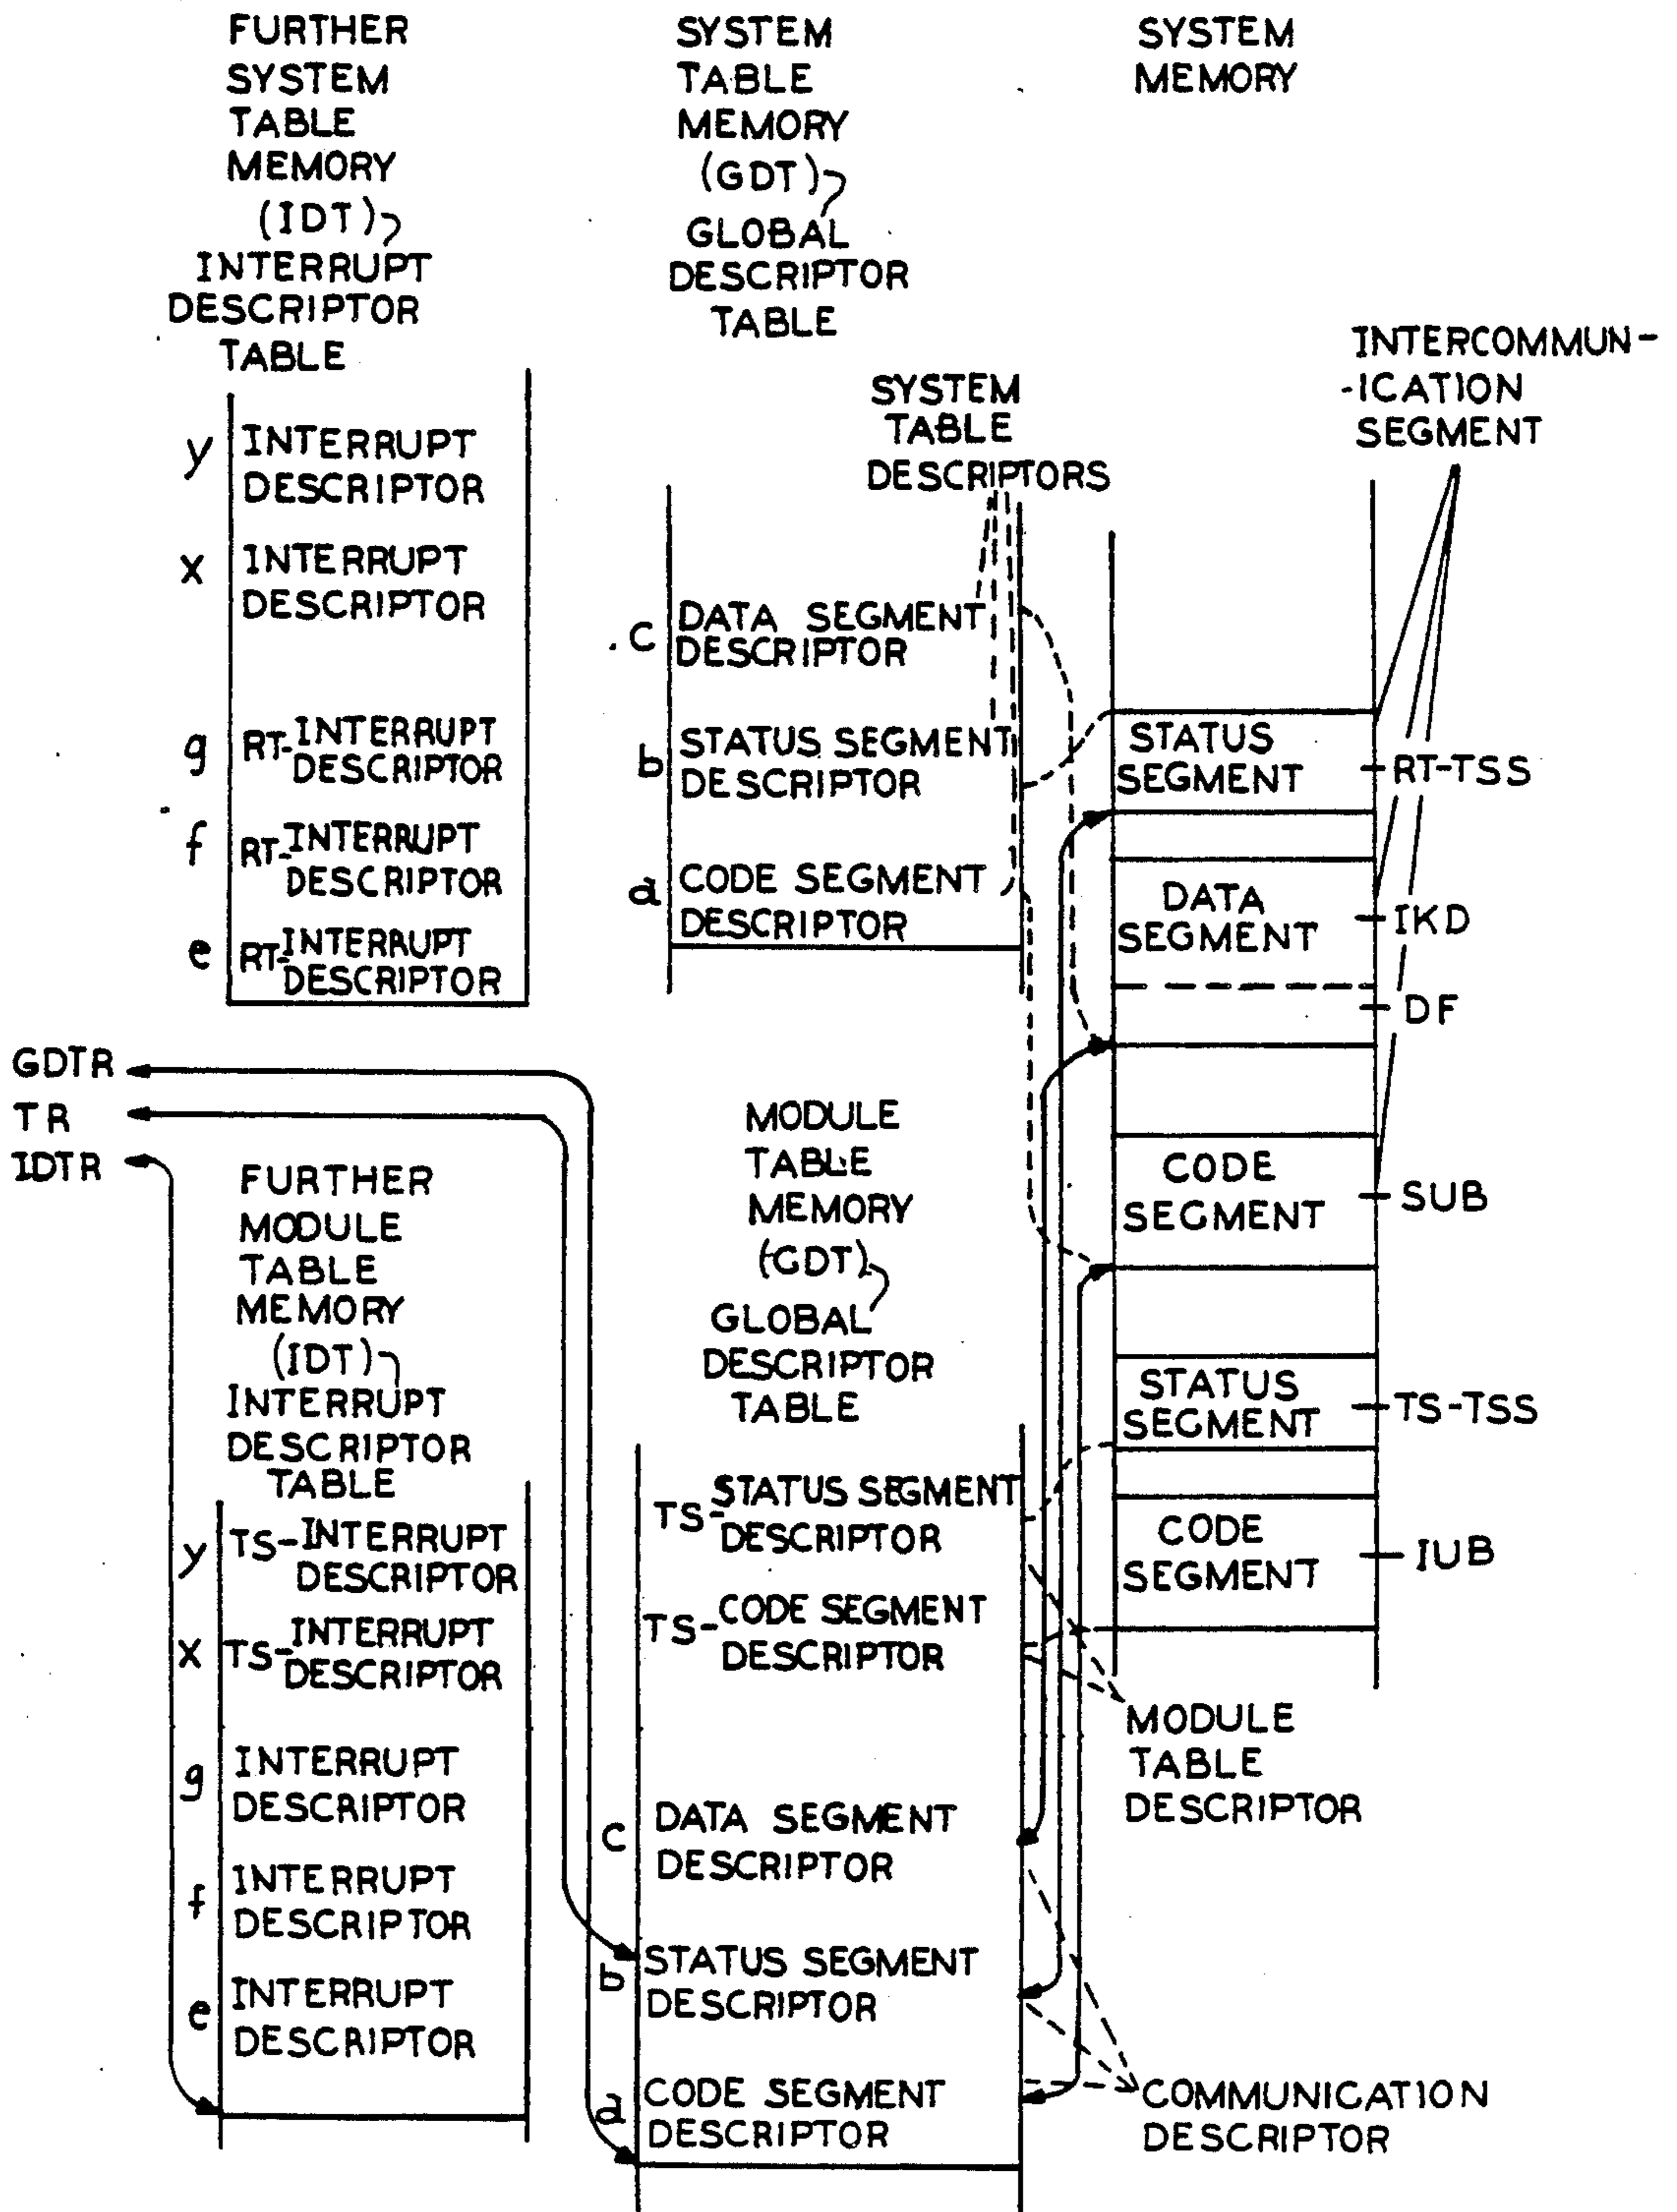 FURTHER
SYSTEM
TABLE
MEMORY
(IDT)
INTERRUPT
DESCRIPTOR
TABLE
y INTERRUPT
DESCRIPTOR
x INTERRUPT
DESCRIPTOR
g RT-INTERRUPT
DESCRIPTOR
f RT-INTERRUPT
DESCRIPTOR
e RT-INTERRUPT
DESCRIPTOR
SYSTEM
TABLE
MEMORY
(GDT)
GLOBAL
DESCRIPTOR
TABLE
SYSTEM
TABLE
DESCRIPTORS
c DATA SEGMENT
DESCRIPTOR
b STATUS SEGMENT
DESCRIPTOR
a CODE SEGMENT
DESCRIPTOR
SYSTEM
MEMORY
INTERCOMMUN-
-ICATION
SEGMENT
STATUS
SEGMENT
RT-TSS
DATA
SEGMENT
IKD
DF
CODE
SEGMENT
SUB
STATUS
SEGMENT
TS-TSS
CODE
SEGMENT
IUB
GDTR
TR
IDTR
FURTHER
MODULE
TABLE
MEMORY
(IDT)
INTERRUPT
DESCRIPTOR
TABLE
y TS-INTERRUPT
DESCRIPTOR
x TS-INTERRUPT
DESCRIPTOR
g INTERRUPT
DESCRIPTOR
f INTERRUPT
DESCRIPTOR
e INTERRUPT
DESCRIPTOR
MODULE
TABLE
MEMORY
(GDT)
GLOBAL
DESCRIPTOR
TABLE
TS-STATUS SEGMENT
DESCRIPTOR
TS-CODE SEGMENT
DESCRIPTOR
c DATA SEGMENT
DESCRIPTOR
b STATUS SEGMENT
DESCRIPTOR
a CODE SEGMENT
DESCRIPTOR
MODULE
TABLE
DESCRIPTOR
COMMUNICATION
DESCRIPTOR